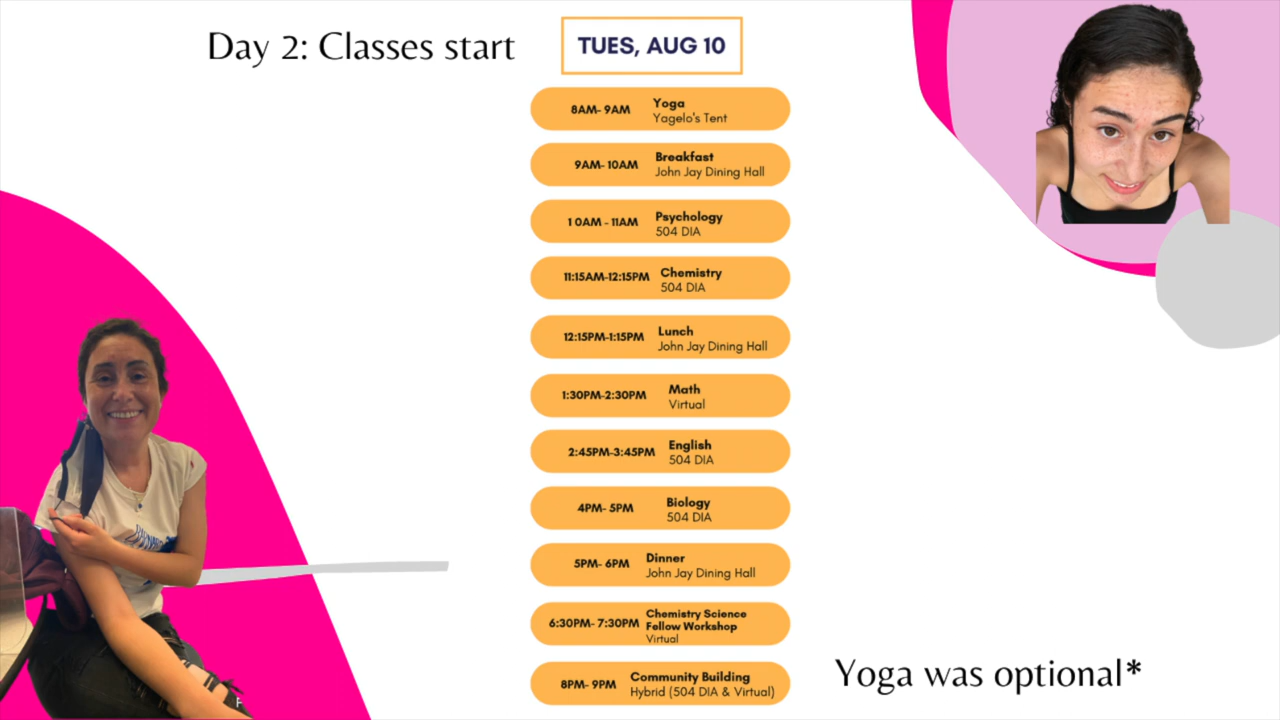 Day 2: Classes start
TUES, AUG 10
8AM- 9AM
Yoga
Yagelo's Tent
9AM- 10AM
Breakfast
John Jay Dining Hall
1 0AM - 11AM
Psychology
504 DIA
11:15AM-12:15PM
Chemistry
504 DIA
12:15PM-1:15PM
Lunch
John Jay Dining Hall
1:30PM-2:30PM
Math
Virtual
2:45PM-3:45PM
English
504 DIA
4PM- 5PM
Biology
504 DIA
5PM- 6PM
Dinner
John Jay Dining Hall
6:30PM- 7:30PM
Chemistry Science
Fellow Workshop
Virtual
8PM- 9PM
Community Building
Hybrid (504 DIA & Virtual)
Yoga was optional*